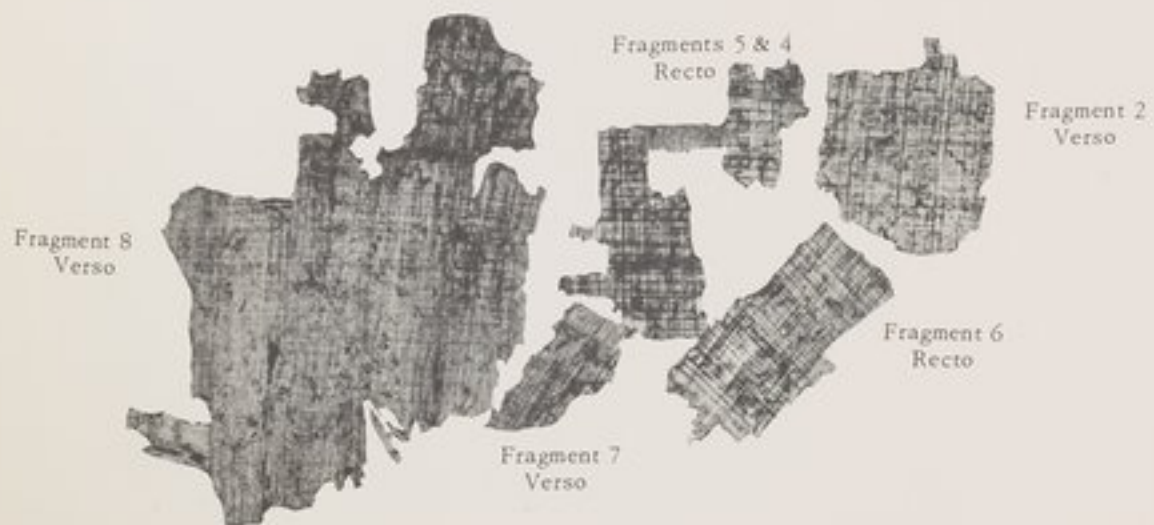 Fragments 5 & 4
Recto
Fragment 2
Verso
Fragment 8
Verso
Fragment 6
Recto
Fragment 7
Verso